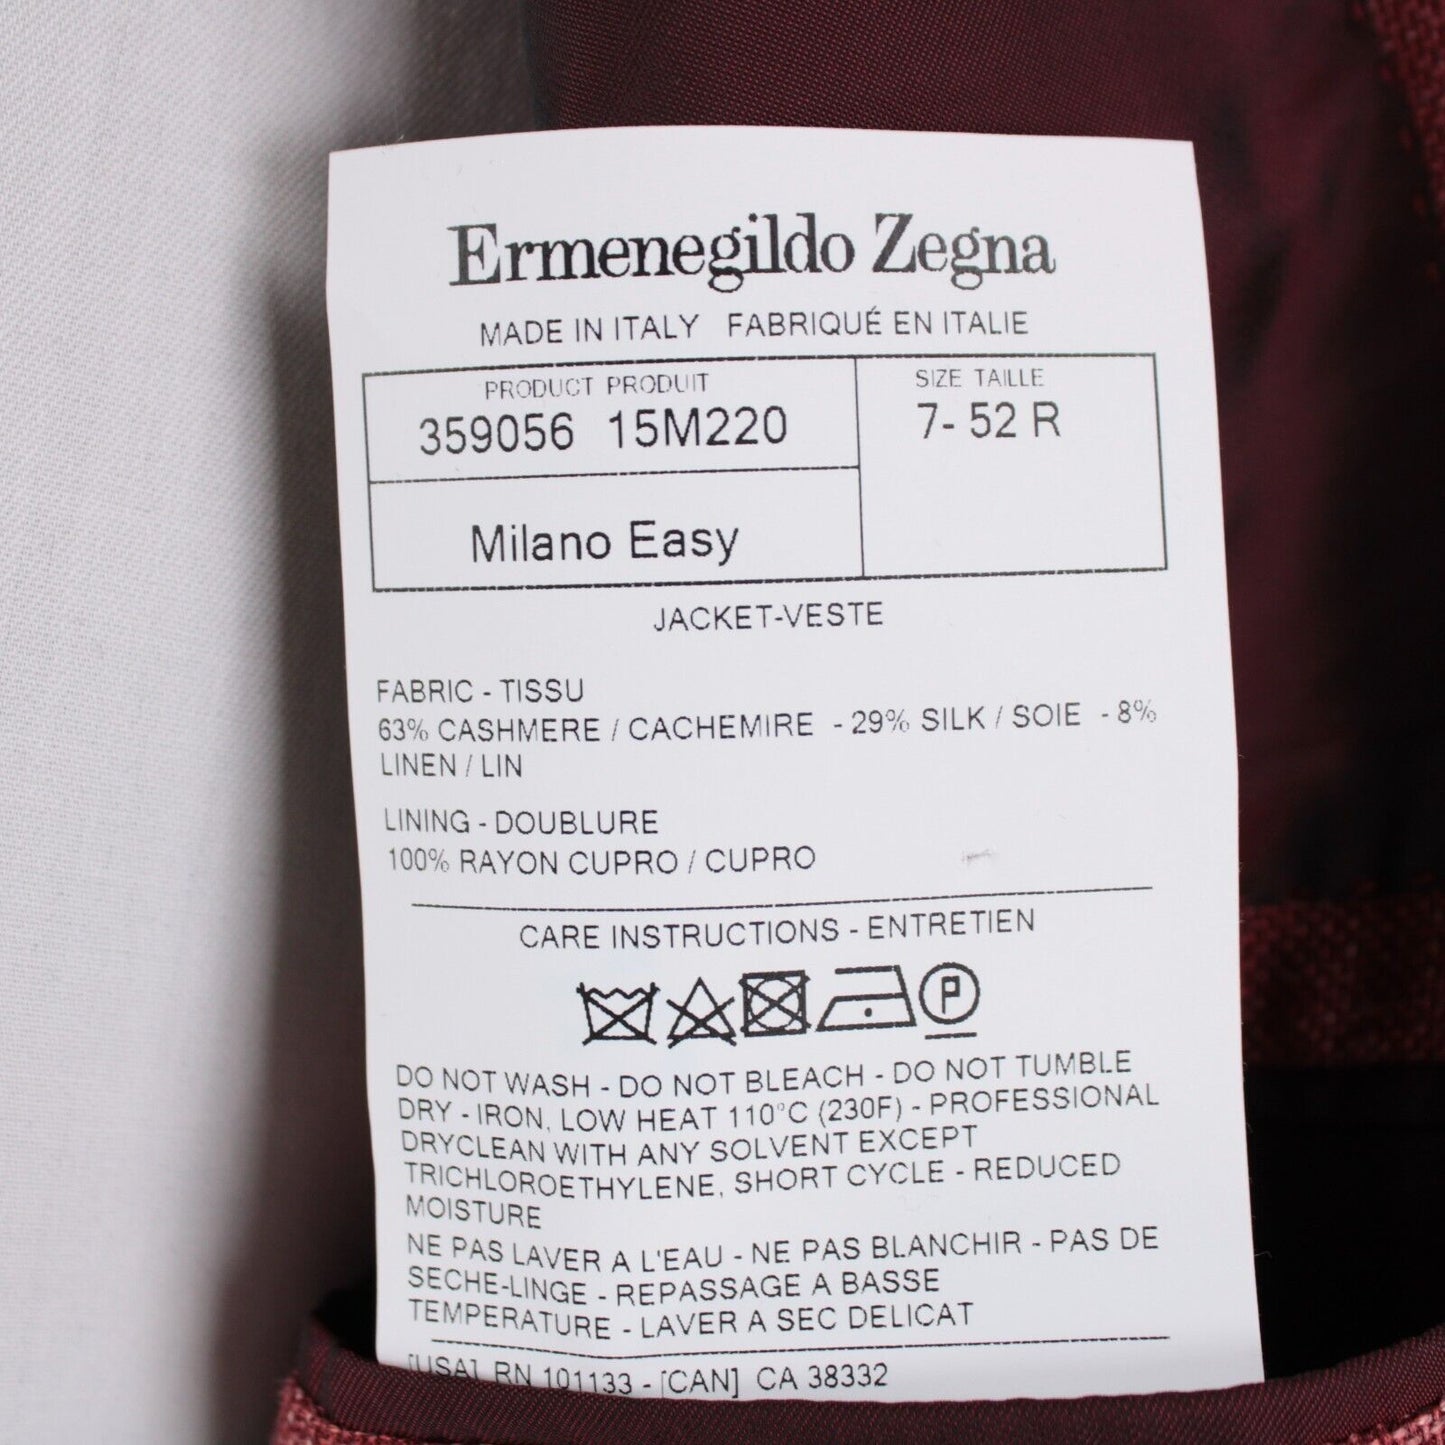 Ermenegildo Zegna
MADE IN ITALY FABRIQUÉ EN ITALIE
PRODUCT PRODUIT
359056 15M220
SIZE TAILLE
7- 52 R
Milano Easy
JACKET-VESTE
FABRIC - TISSU
63% CASHMERE / CACHEMIRE - 29% SILK / SOIE - 8%
LINEN / LIN
LINING - DOUBLURE
100% RAYON CUPRO / CUPRO
CARE INSTRUCTIONS - ENTRETIEN
P
DO NOT WASH - DO NOT BLEACH - DO NOT TUMBLE
DRY - IRON, LOW HEAT 110°C (230F) - PROFESSIONAL
DRYCLEAN WITH ANY SOLVENT EXCEPT
TRICHLOROETHYLENE, SHORT CYCLE - REDUCED
MOISTURE
NE PAS LAVER A L'EAU - NE PAS BLANCHIR - PAS DE
SECHE-LINGE - REPASSAGE A BASSE
TEMPERATURE - LAVER A SEC DELICAT
[USA] RN 101133 - [CAN] CA 38332